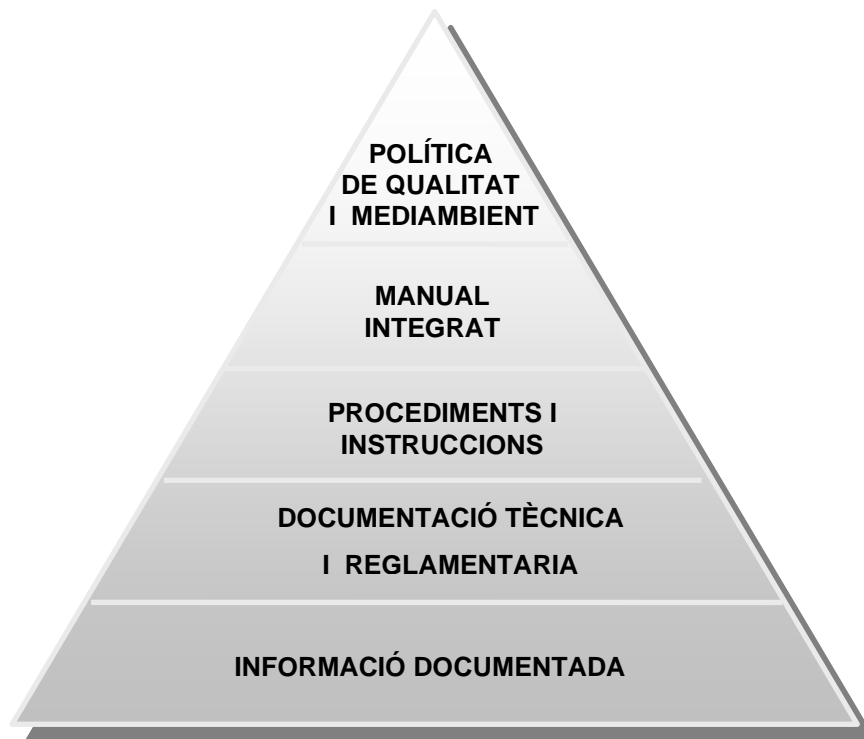 POLÍTICA
DE QUALITAT
I MEDIAMBIENT
MANUAL
INTEGRAT
PROCEDIMENTS I
INSTRUCCIONS
DOCUMENTACIÓ TÈCNICA
I REGLAMENTARIA
INFORMACIÓ DOCUMENTADA